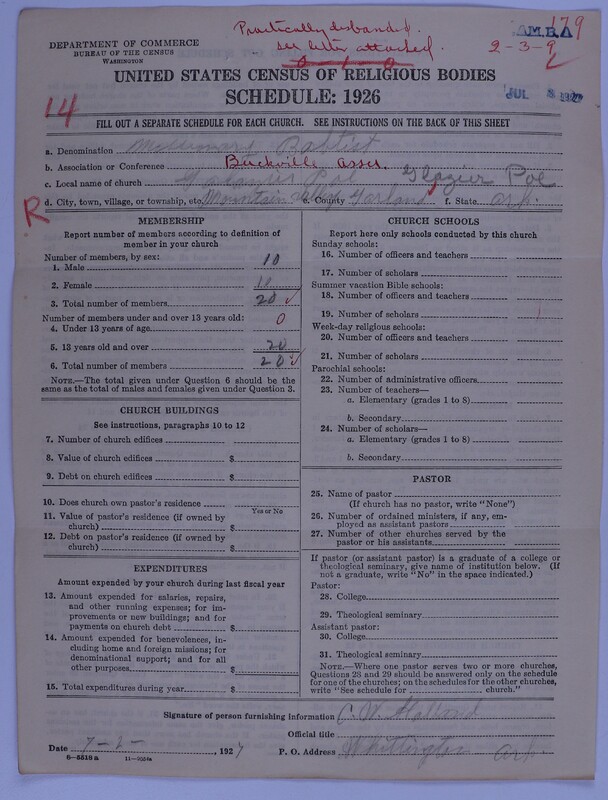 Practically disbanded.
see letter attached.
A.M.B.A
179
2-3-9
0-1-0
DEPARTMENT OF COMMERCE
BUREAU OF THE CENSUS
WASHINGTON
UNITED STATES CENSUS OF RELIGIOUS BODIES
SCHEDULE: 1926
JUL 8 1927
14
FILL OUT A SEPARATE SCHEDULE FOR EACH CHURCH. SEE INSTRUCTIONS ON THE BACK OF THIS SHEET
a. Denomination Missionary Baptist
b. Association or Conference Buckville Assoc.
c. Local name of church Glazier Pol
d. City, town, village, or township, etc. Mountain Valley e. County Garland f. State Ark.
R
MEMBERSHIP
Report number of members according to definition of member in your church
Number of members, by sex:
1. Male 10
2. Female 10
3. Total number of members 20 ✓
Number of members under and over 13 years old:
4. Under 13 years of age 0
5. 13 years old and over 20
6. Total number of members 20 ✓
NOTE.—The total given under Question 6 should be the same as the total of males and females given under Question 3.
CHURCH BUILDINGS
See instructions, paragraphs 10 to 12
7. Number of church edifices
8. Value of church edifices $
9. Debt on church edifices $
10. Does church own pastor's residence
Yes or No
11. Value of pastor's residence (if owned by church) $
12. Debt on pastor's residence (if owned by church) $
EXPENDITURES
Amount expended by your church during last fiscal year
13. Amount expended for salaries, repairs, and other running expenses; for improvements or new buildings; and for payments on church debt $
14. Amount expended for benevolences, including home and foreign missions; for denominational support; and for all other purposes $
15. Total expenditures during year $
CHURCH SCHOOLS
Report here only schools conducted by this church
Sunday schools:
16. Number of officers and teachers
17. Number of scholars
Summer vacation Bible schools:
18. Number of officers and teachers
19. Number of scholars
Week-day religious schools:
20. Number of officers and teachers
21. Number of scholars
Parochial schools:
22. Number of administrative officers
23. Number of teachers—
a. Elementary (grades 1 to 8)
b. Secondary
24. Number of scholars—
a. Elementary (grades 1 to 8)
b. Secondary
PASTOR
25. Name of pastor
(If church has no pastor, write "None")
26. Number of ordained ministers, if any, employed as assistant pastors
27. Number of other churches served by the pastor or his assistants
If pastor (or assistant pastor) is a graduate of a college or theological seminary, give name of institution below. (If not a graduate, write "No" in the space indicated.)
Pastor:
28. College
29. Theological seminary
Assistant pastor:
30. College
31. Theological seminary
NOTE.—Where one pastor serves two or more churches, Questions 28 and 29 should be answered only on the schedule for one of the churches; on the schedules for the other churches, write "See schedule for church."
Signature of person furnishing information
Official title
Date 7-2-, 1927
P. O. Address Whittington Ark.
8-5519 a 11-9554a